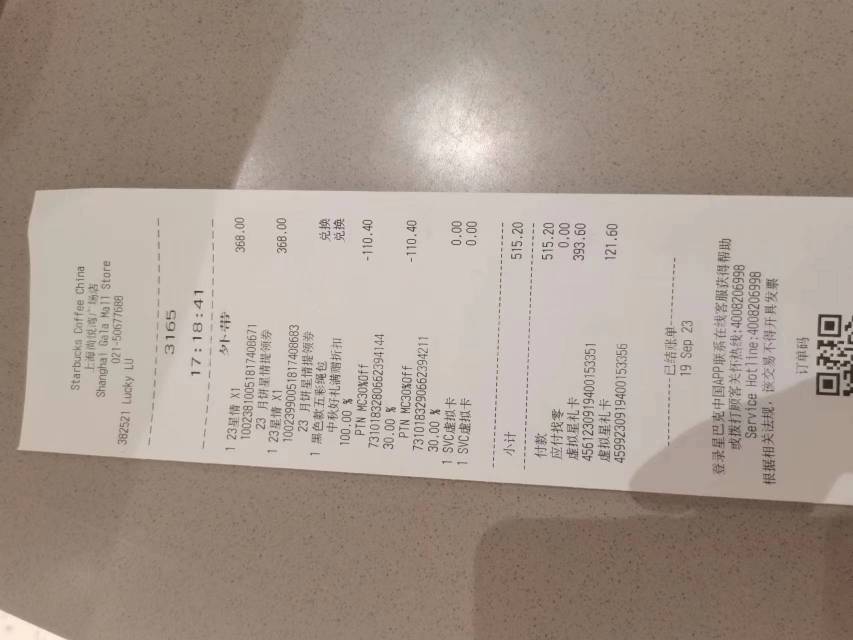 Starbucks Coffee China
上海尚悦湾广场店
Shanghai Gala Mall Store
021-50677688
382521 Lucky LU
3165
17:18:41
外带
1 23星情 X1 368.00
10023810051817408671
23 月饼星情提领券
1 23星情 X1 368.00
10023990051817408683
23 月饼星情提领券
1 黑色款五彩绳包 兑换
中秋好礼满赠折扣 兑换
100.00 %
PTN MC30%Off -110.40
7310183280662394144
30.00 %
PTN MC30%Off -110.40
7310183290662394211
30.00 %
1 SVC虚拟卡 0.00
1 SVC虚拟卡 0.00
小计 515.20
付款 515.20
应付找零 0.00
虚拟星礼卡 393.60
4561230919400153351
虚拟星礼卡 121.60
4599230919400153356
已结账单
19 Sep 23
登录星巴克中国APP联系在线客服获得帮助
或拨打顾客关怀热线:4008206998
Service Hotline:4008206998
根据相关法规，该交易不得开具发票
订单码